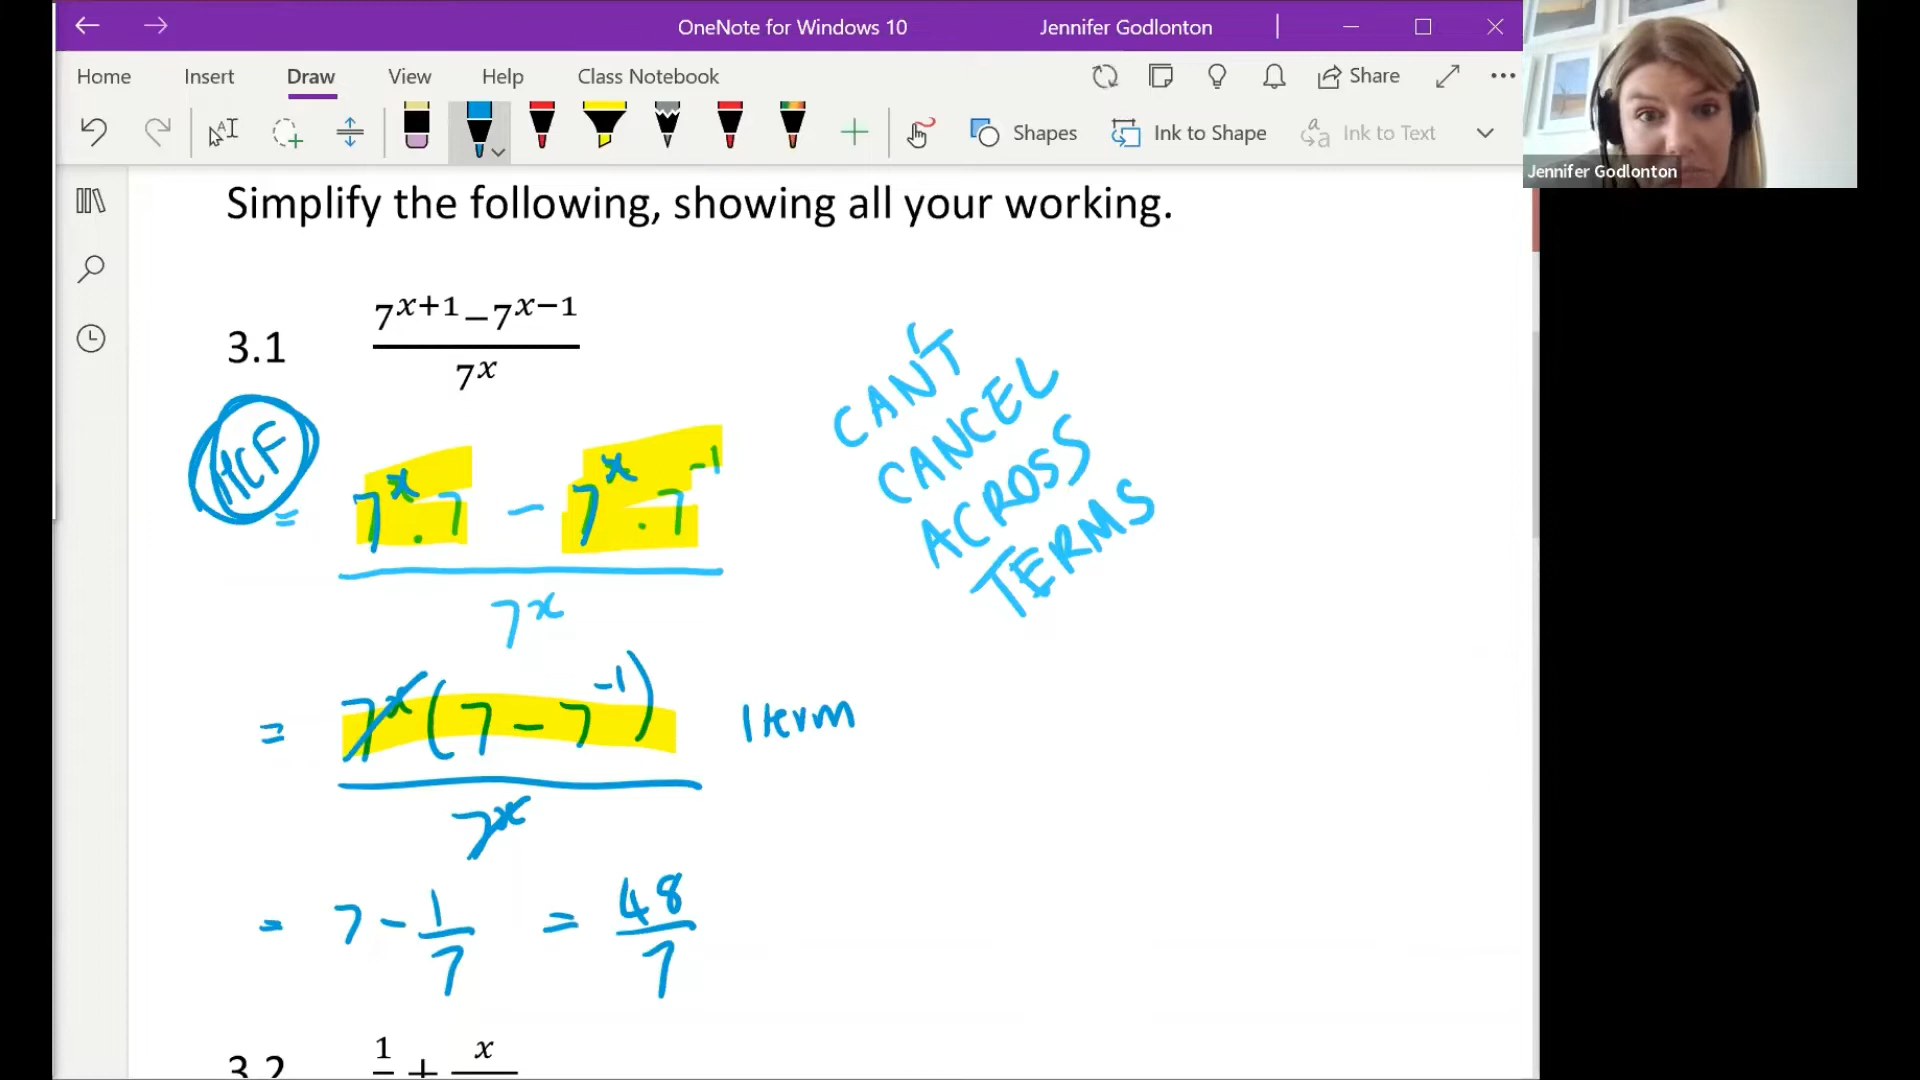 OneNote for Windows 10
Jennifer Godlonton
Home Insert Draw View Help Class Notebook Share
Shapes Ink to Shape Ink to Text
Jennifer Godlonton
Simplify the following, showing all your working.
3.1 (7^(x+1) − 7^(x−1)) / 7^x
HCF
= (7^x . 7 − 7^x . 7^-1) / 7^x
CAN'T
CANCEL
ACROSS
TERMS
= 7^x (7 − 7^-1) / 7^x 1 term
= 7 − 1/7 = 48/7
3.2 1 + x